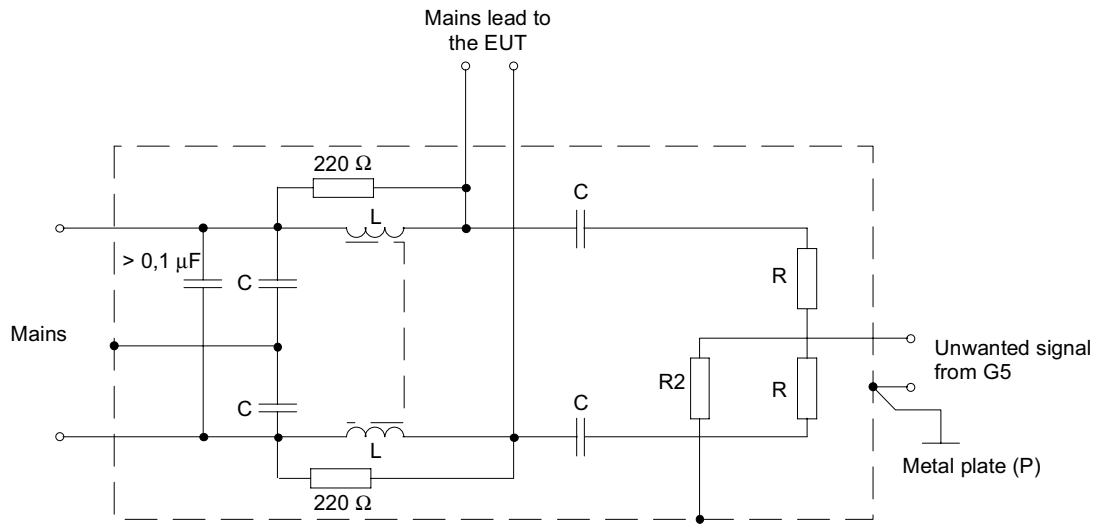 Mains lead to
the EUT
220 Ω
C
L
> 0,1 μF
C
R
Mains
Unwanted signal
from G5
R2
R
C
C
L
Metal plate (P)
220 Ω